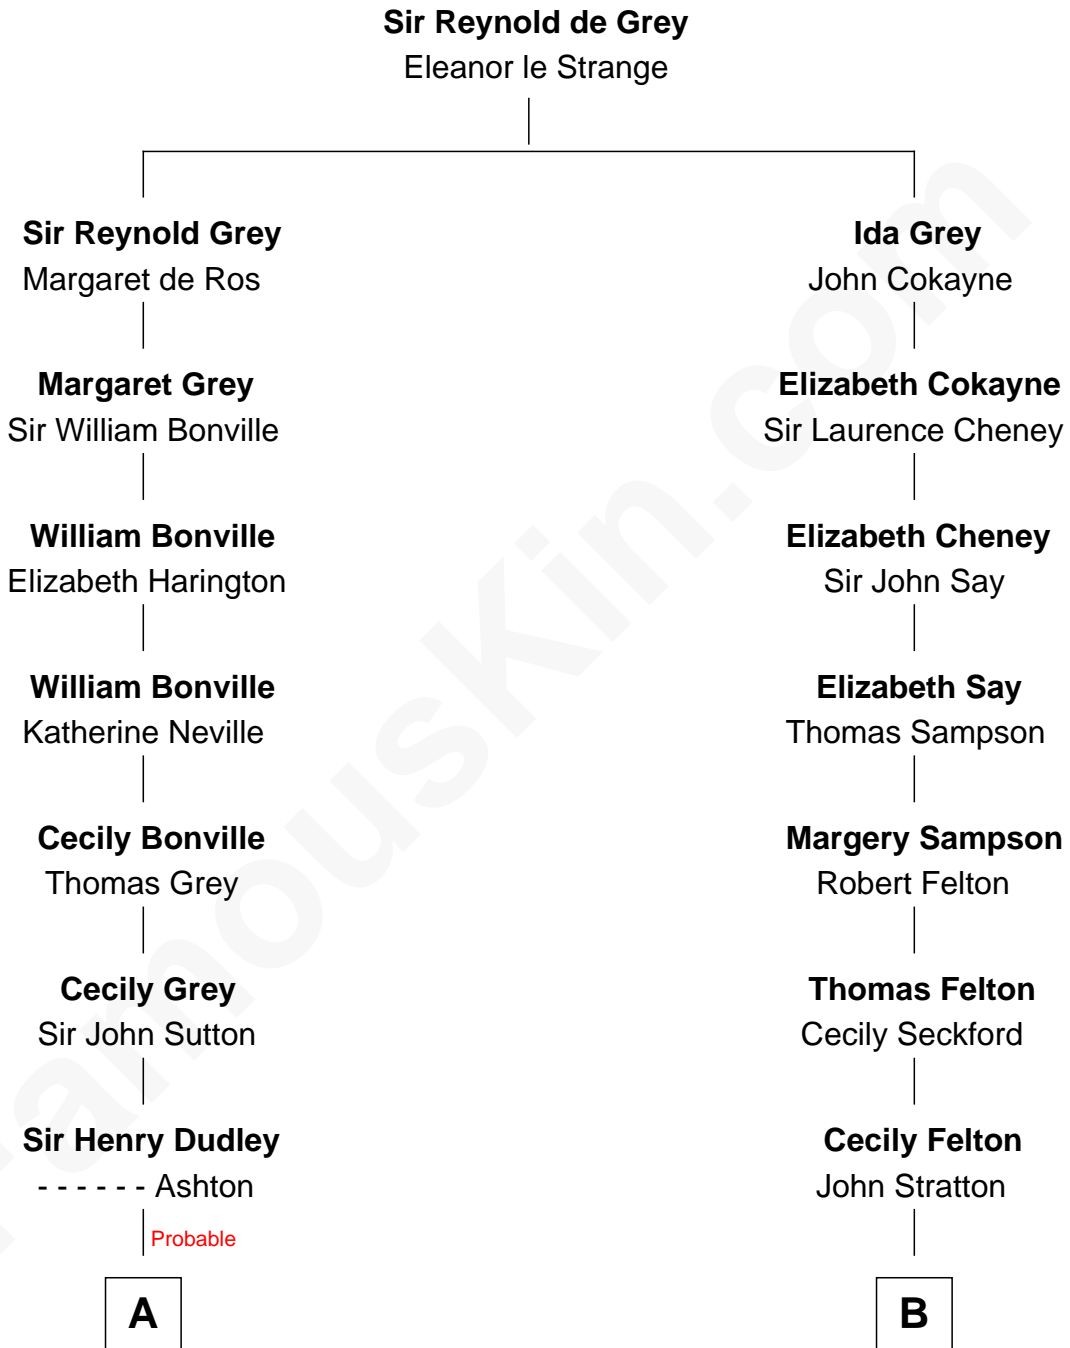 Sir Reynold de Grey
Eleanor le Strange
Sir Reynold Grey
Margaret de Ros
Ida Grey
John Cokayne
Margaret Grey
Sir William Bonville
Elizabeth Cokayne
Sir Laurence Cheney
William Bonville
Elizabeth Harington
Elizabeth Cheney
Sir John Say
William Bonville
Katherine Neville
Elizabeth Say
Thomas Sampson
Cecily Bonville
Thomas Grey
Margery Sampson
Robert Felton
Cecily Grey
Sir John Sutton
Thomas Felton
Cecily Seckford
Sir Henry Dudley
- - - - - - Ashton
Cecily Felton
John Stratton
Probable
A
B
FamousKin.com